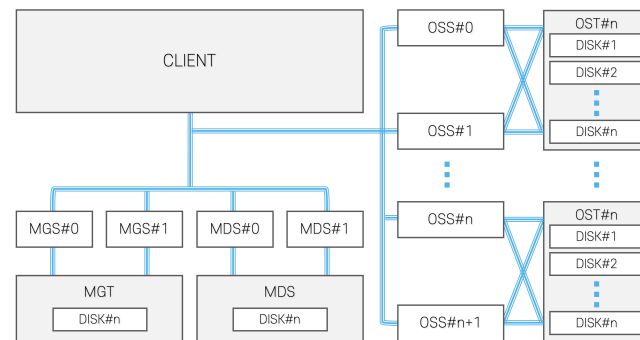 CLIENT
MGS#0
MGS#1
MDS#0
MDS#1
MGT
DISK#n
MDS
DISK#n
OSS#0
OSS#1
OSS#n
OSS#n+1
OST#n
DISK#1
DISK#2
DISK#n
OST#n
DISK#1
DISK#2
DISK#n